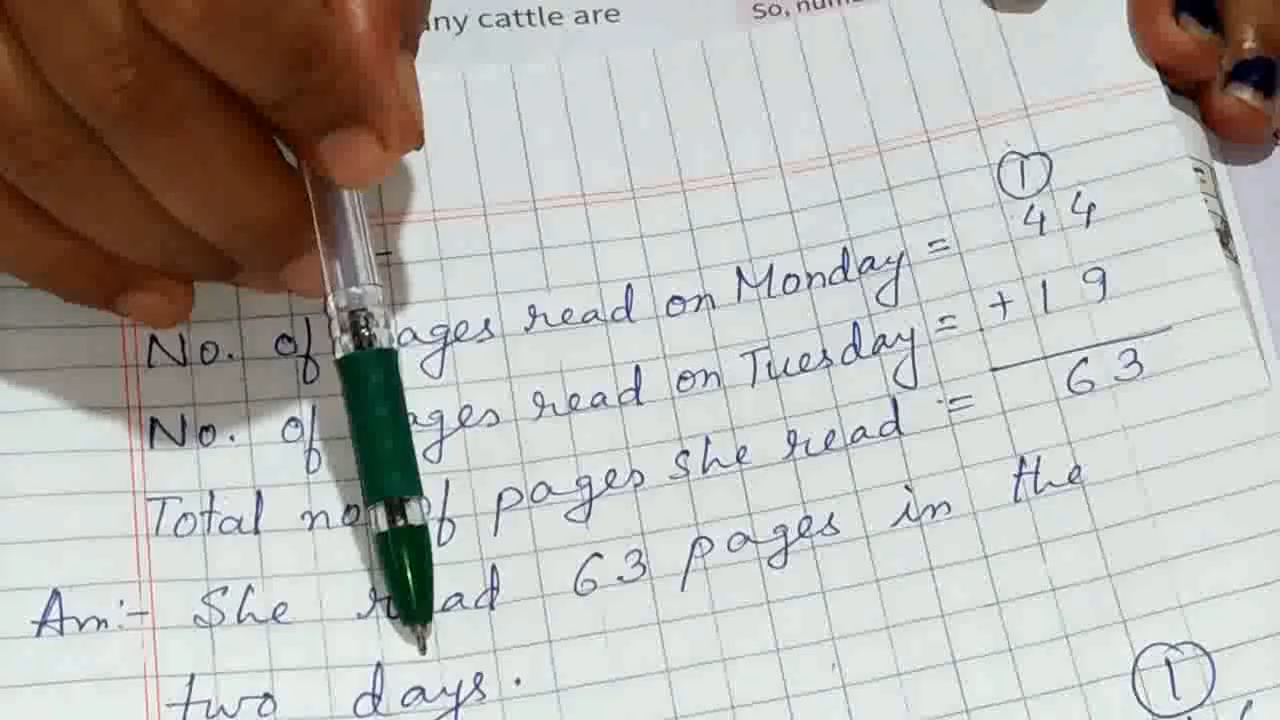 any cattle are
So, num
①
No. of pages read on Monday = 44
No. of pages read on Tuesday = + 19
Total no. of pages she read = 63
Ans:- She read 63 pages in the
two days.
①